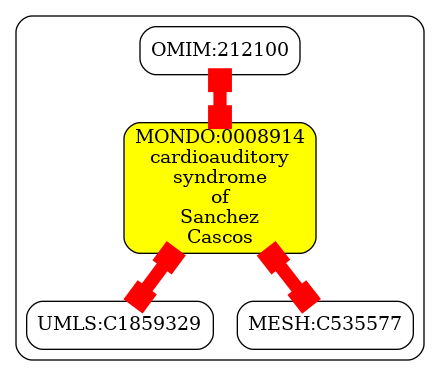 OMIM:212100
MONDO:0008914
cardioauditory
syndrome
of
Sanchez
Cascos
UMLS:C1859329
MESH:C535577